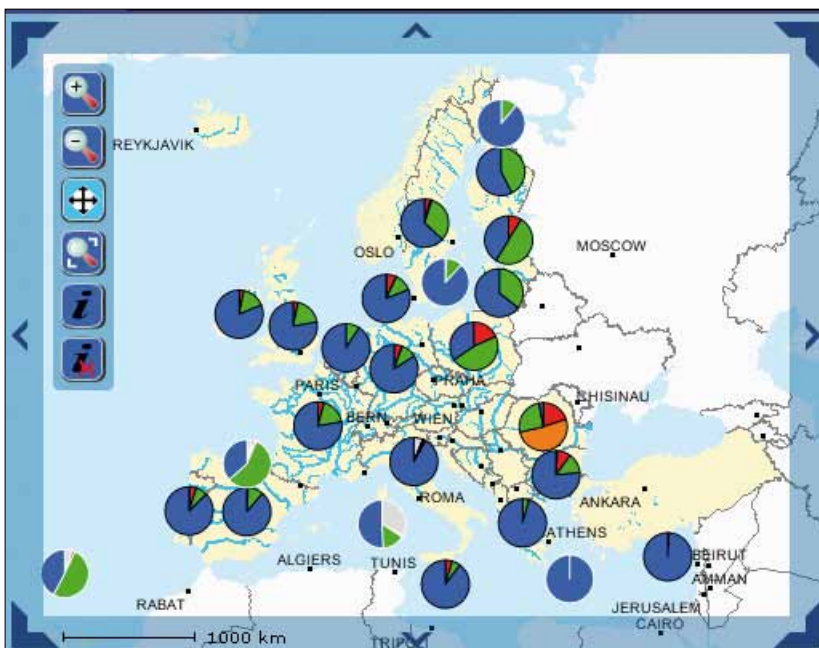 REYKJAVIK
OSLO
MOSCOW
PRAHA
PARIS
CHISINAU
BERN WIEN
ROMA
ANKARA
ATHENS
ALGIERS
TUNIS
BEIRUT
AMMAN
RABAT
JERUSALEM
CAIRO
1000 km
TRIPOLI